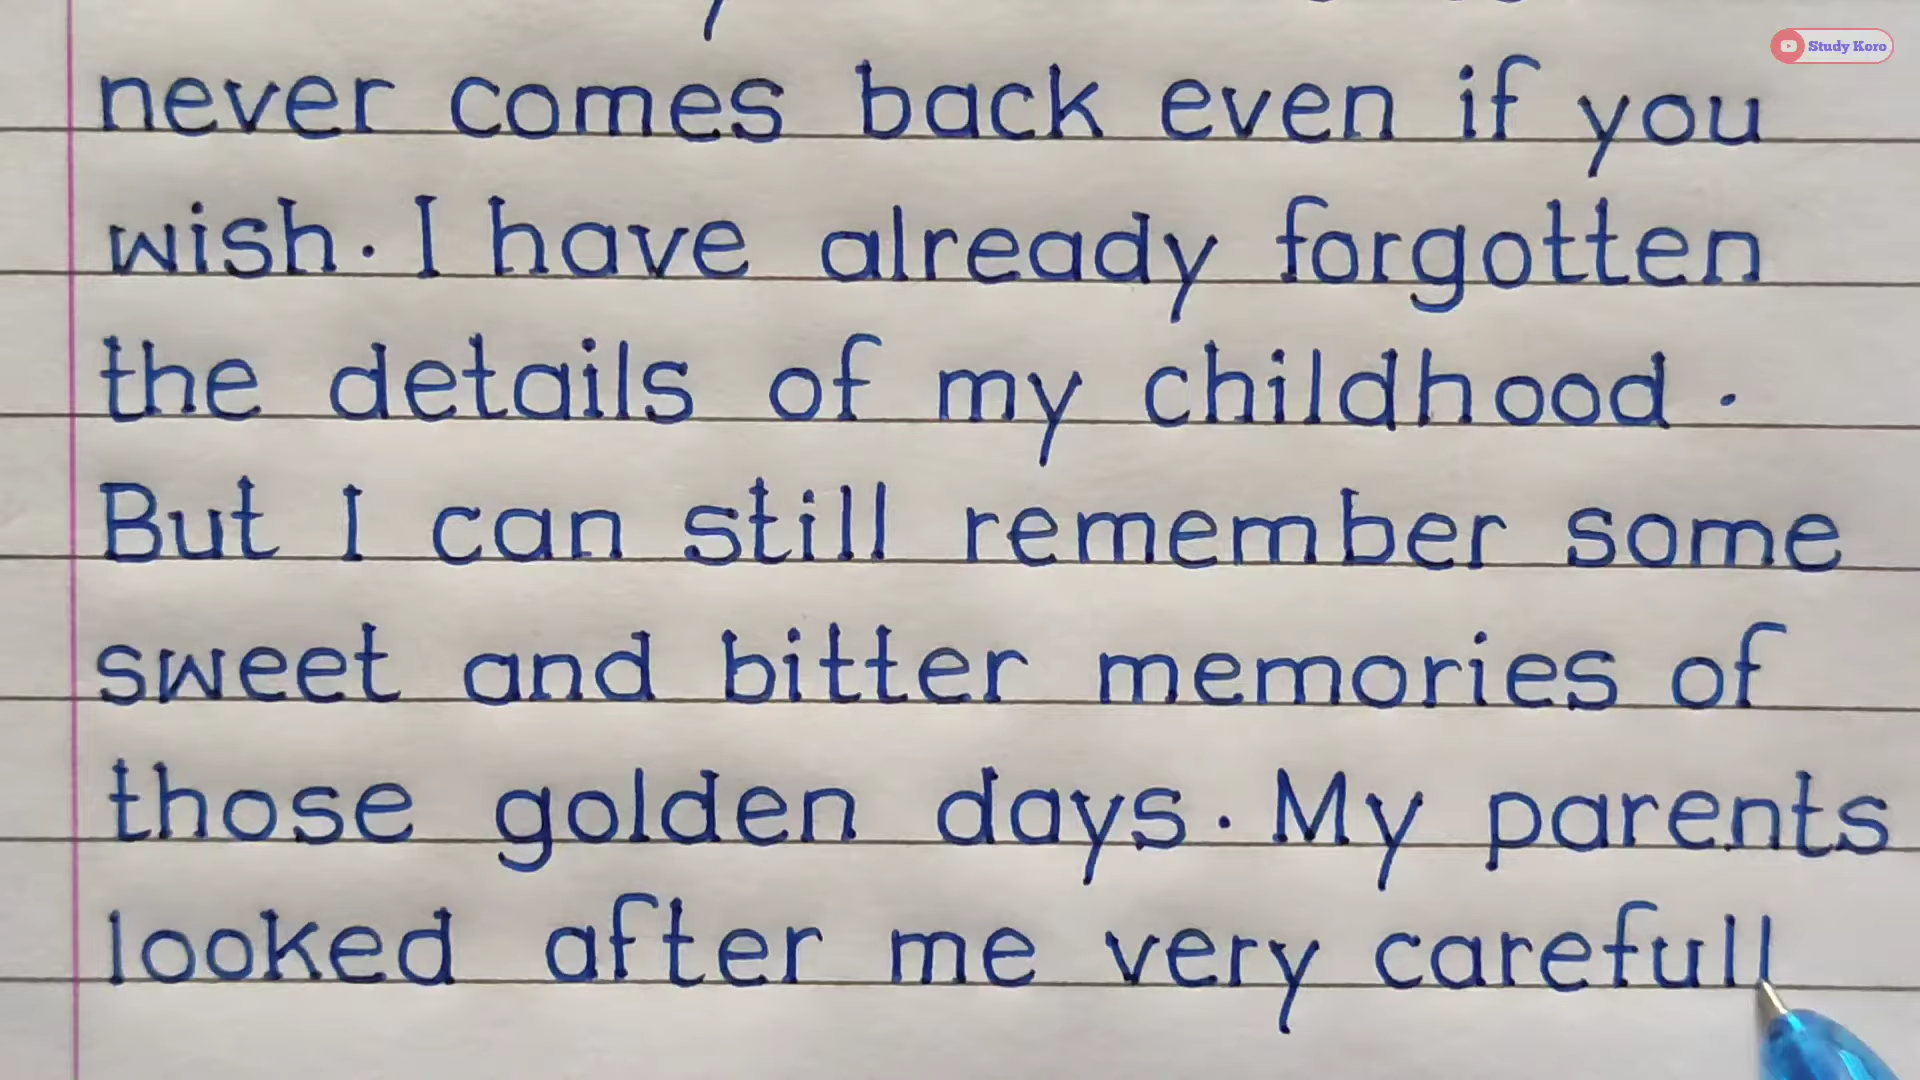 Study Koro
never comes back even if you
wish. I have already forgotten
the details of my childhood.
But I can still remember some
sweet and bitter memories of
those golden days. My parents
looked after me very carefull